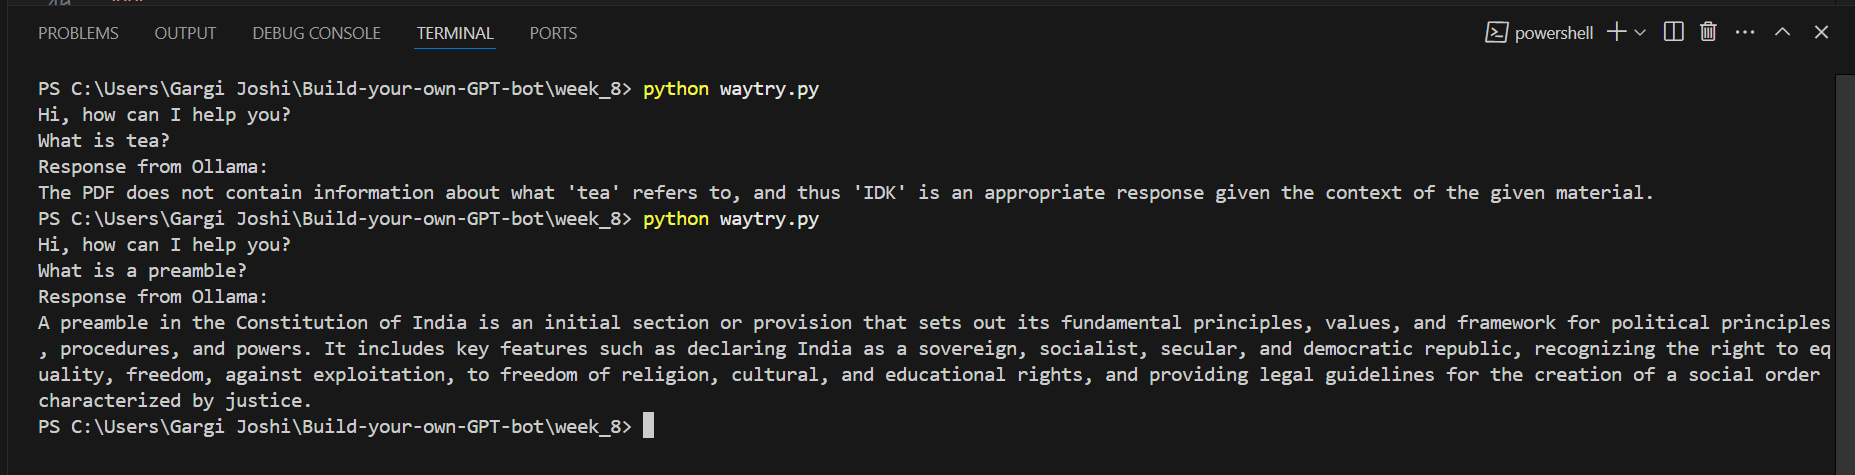 PROBLEMS OUTPUT DEBUG CONSOLE TERMINAL PORTS powershell
PS C:\Users\Gargi Joshi\Build-your-own-GPT-bot\week_8> python waytry.py
Hi, how can I help you?
What is tea?
Response from Ollama:
The PDF does not contain information about what 'tea' refers to, and thus 'IDK' is an appropriate response given the context of the given material.
PS C:\Users\Gargi Joshi\Build-your-own-GPT-bot\week_8> python waytry.py
Hi, how can I help you?
What is a preamble?
Response from Ollama:
A preamble in the Constitution of India is an initial section or provision that sets out its fundamental principles, values, and framework for political principles
, procedures, and powers. It includes key features such as declaring India as a sovereign, socialist, secular, and democratic republic, recognizing the right to eq
uality, freedom, against exploitation, to freedom of religion, cultural, and educational rights, and providing legal guidelines for the creation of a social order
characterized by justice.
PS C:\Users\Gargi Joshi\Build-your-own-GPT-bot\week_8>